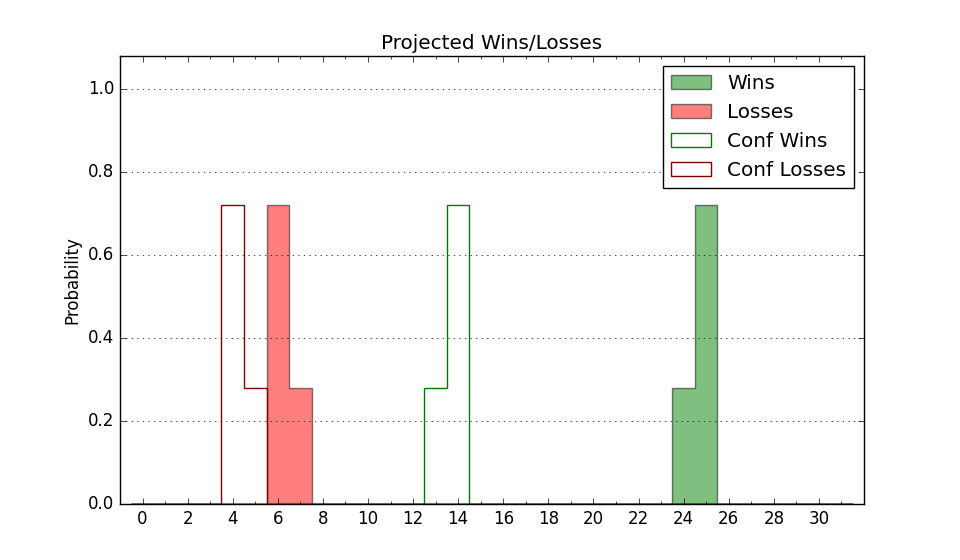 Projected Wins/Losses
Wins
Losses
Conf Wins
Conf Losses
Probability
1.0
0.8
0.6
0.4
0.2
0.0
0 2 4 6 8 10 12 14 16 18 20 22 24 26 28 30